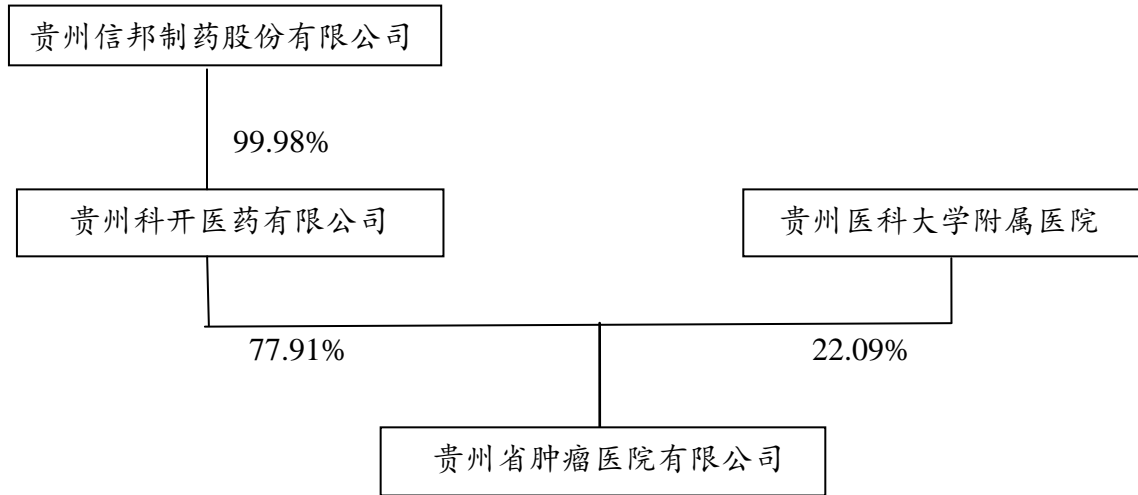 贵州信邦制药股份有限公司
99.98%
贵州科开医药有限公司
贵州医科大学附属医院
77.91%
22.09%
贵州省肿瘤医院有限公司